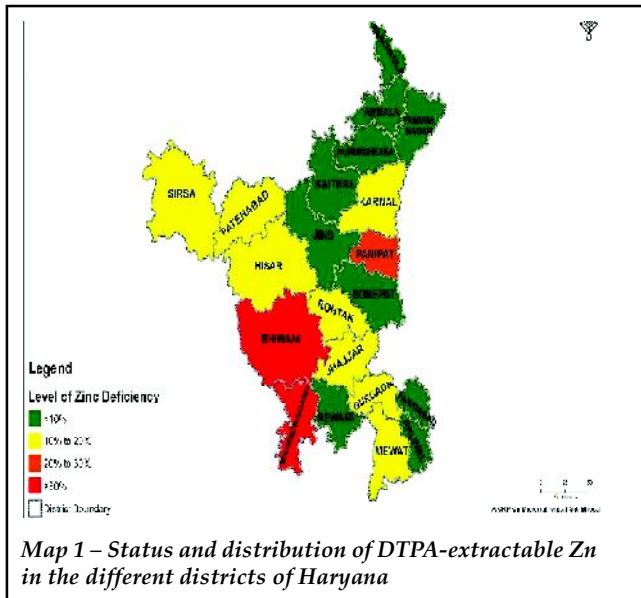 AMBALA
YAMUNA
NAGAR
KURUKSHETRA
KAITHAL
SIRSA
KARNAL
FATEHABAD
JIND
PANIPAT
HISAR
SONEPAT
ROHTAK
BHIWANI
JHAJJAR
GURGAON
REWARI
MEWAT
Legend
Level of Zinc Deficiency
<10%
10% to 20%
20% to 30%
>30%
District Boundary
Map 1 – Status and distribution of DTPA-extractable Zn
in the different districts of Haryana